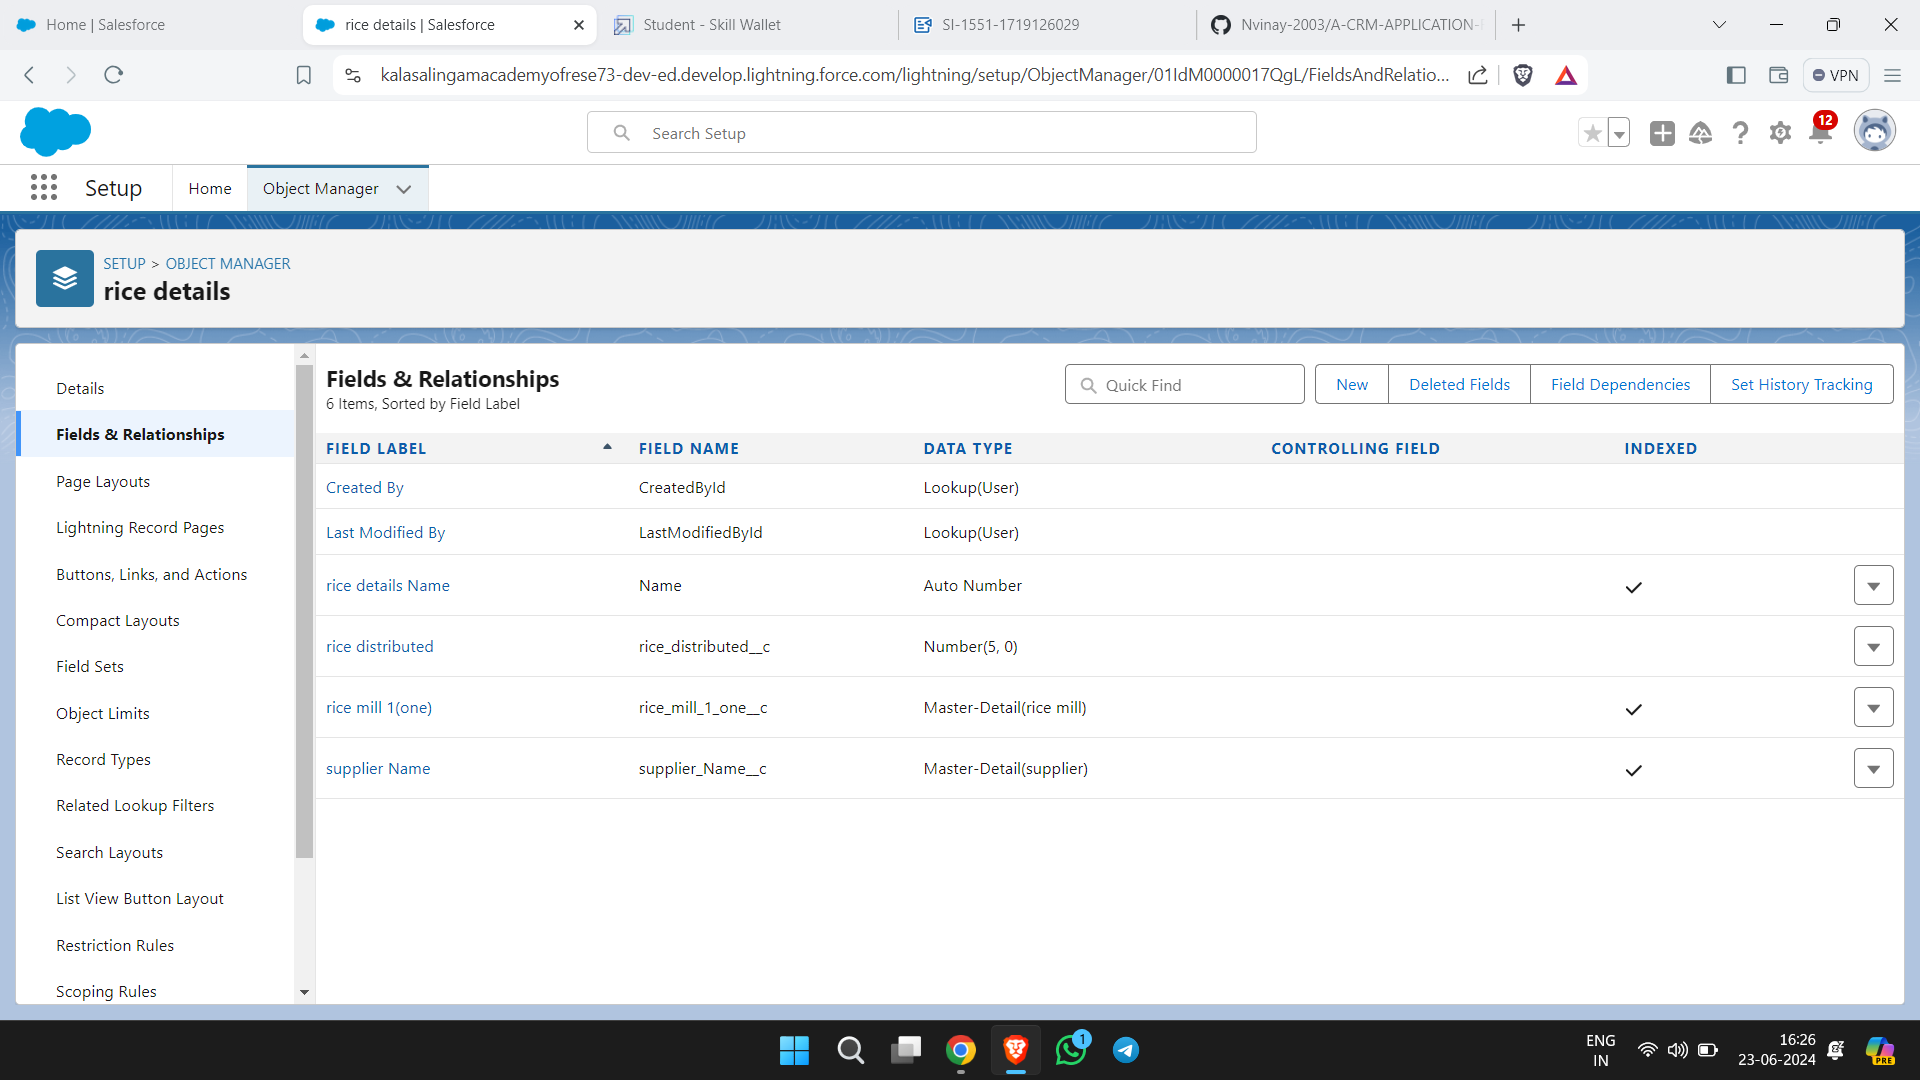 Home | Salesforce
rice details | Salesforce
Student - Skill Wallet
SI-1551-1719126029
Nvinay-2003/A-CRM-APPLICATION-
kalasalingamacademyofrese73-dev-ed.develop.lightning.force.com/lightning/setup/ObjectManager/01IdM0000017QgL/FieldsAndRelatio...
VPN
Search Setup
12
Setup
Home
Object Manager
SETUP > OBJECT MANAGER
rice details
Details
Fields & Relationships
Page Layouts
Lightning Record Pages
Buttons, Links, and Actions
Compact Layouts
Field Sets
Object Limits
Record Types
Related Lookup Filters
Search Layouts
List View Button Layout
Restriction Rules
Scoping Rules
Fields & Relationships
6 Items, Sorted by Field Label
Quick Find
New
Deleted Fields
Field Dependencies
Set History Tracking
FIELD LABEL FIELD NAME DATA TYPE CONTROLLING FIELD INDEXED
Created By CreatedById Lookup(User)
Last Modified By LastModifiedById Lookup(User)
rice details Name Name Auto Number
rice distributed rice_distributed__c Number(5, 0)
rice mill 1(one) rice_mill_1_one__c Master-Detail(rice mill)
supplier Name supplier_Name__c Master-Detail(supplier)
1
ENG
IN
16:26
23-06-2024
PRE